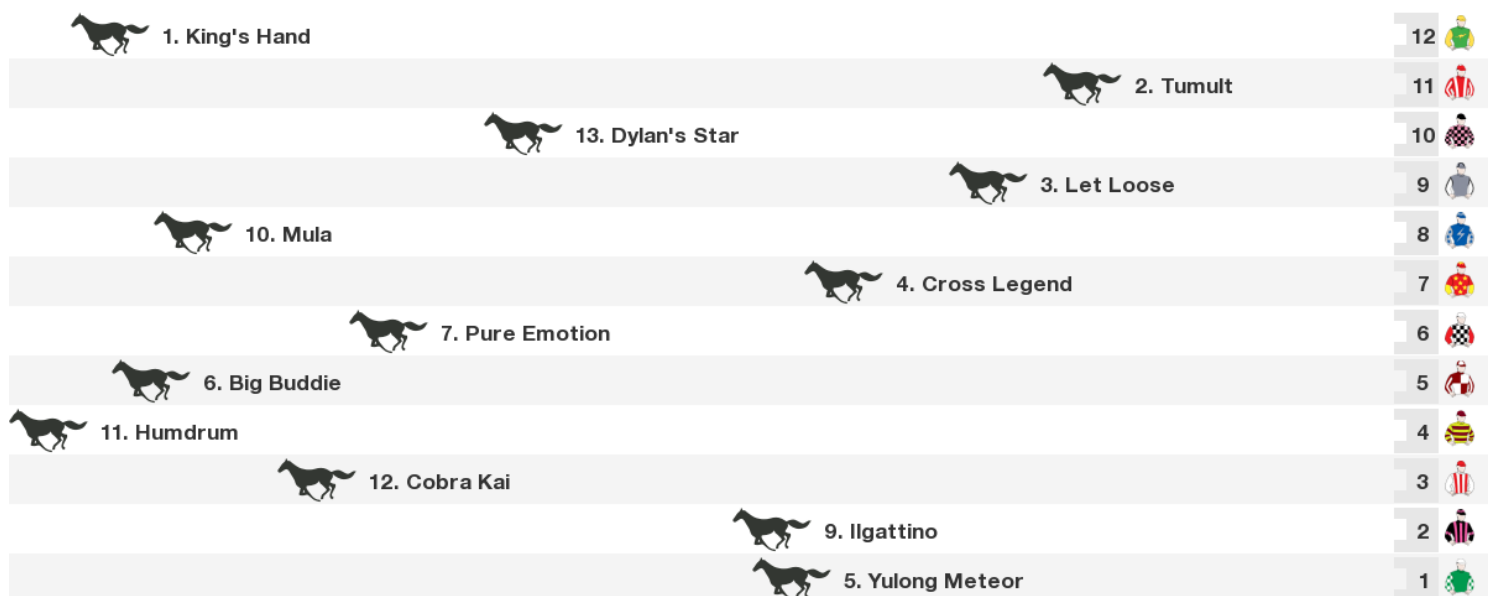 1. King's Hand 12
2. Tumult 11
13. Dylan's Star 10
3. Let Loose 9
10. Mula 8
4. Cross Legend 7
7. Pure Emotion 6
6. Big Buddie 5
11. Humdrum 4
12. Cobra Kai 3
9. Ilgattino 2
5. Yulong Meteor 1